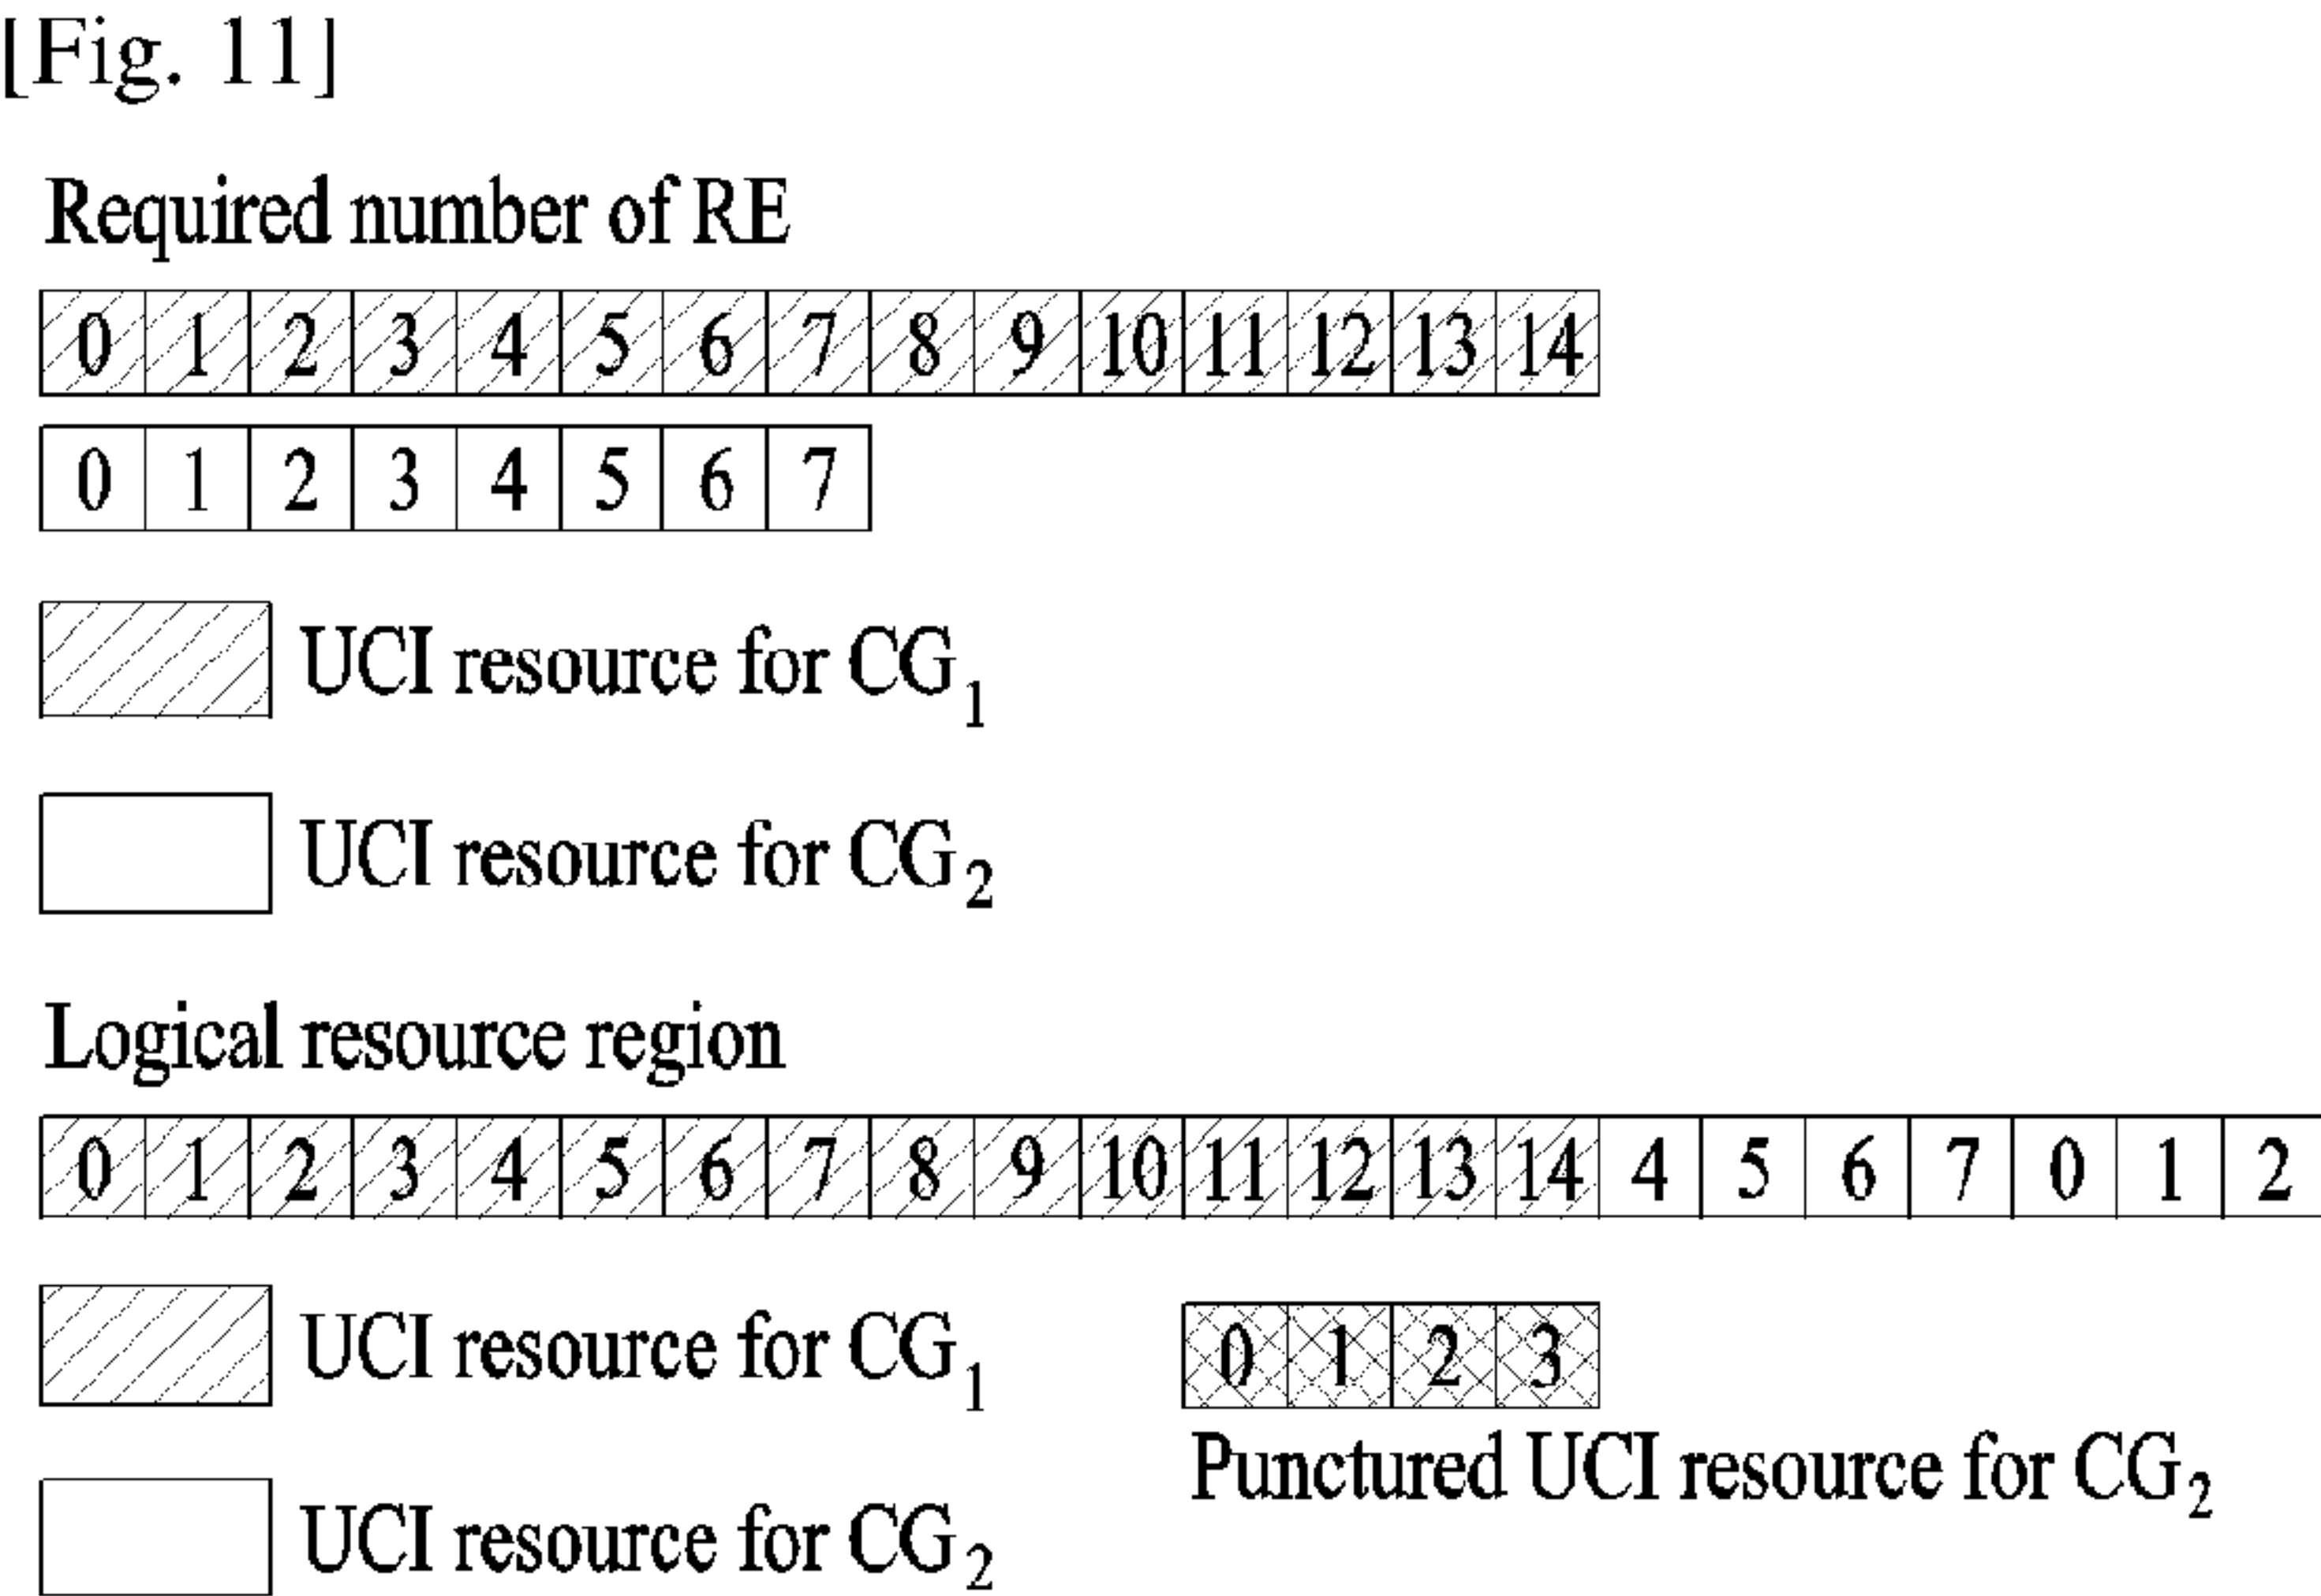 [Fig. 11]
Required number of RE
0 1 2 3 4 5 6 7 8 9 10 11 12 13 14
0 1 2 3 4 5 6 7
UCI resource for CG1
UCI resource for CG2
Logical resource region
0 1 2 3 4 5 6 7 8 9 10 11 12 13 14 4 5 6 7 0 1 2
UCI resource for CG1
0 1 2 3
Punctured UCI resource for CG2
UCI resource for CG2